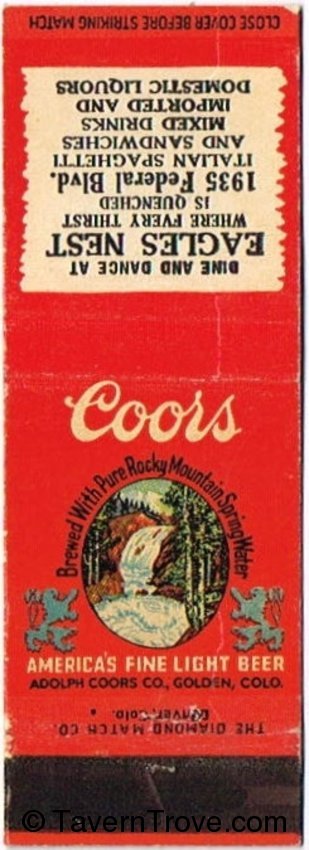 CLOSE COVER BEFORE STRIKING MATCH
DINE AND DANCE AT
EAGLES NEST
WHERE EVERY THIRST
IS QUENCHED
1935 Federal Blvd.
ITALIAN SPAGHETTI
AND SANDWICHES
MIXED DRINKS
IMPORTED AND
DOMESTIC LIQUORS
Coors
Brewed With Pure Rocky Mountain Spring Water
AMERICA'S FINE LIGHT BEER
ADOLPH COORS CO., GOLDEN, COLO.
THE DIAMOND MATCH CO.
Denver, Colo.
© TavernTrove.com